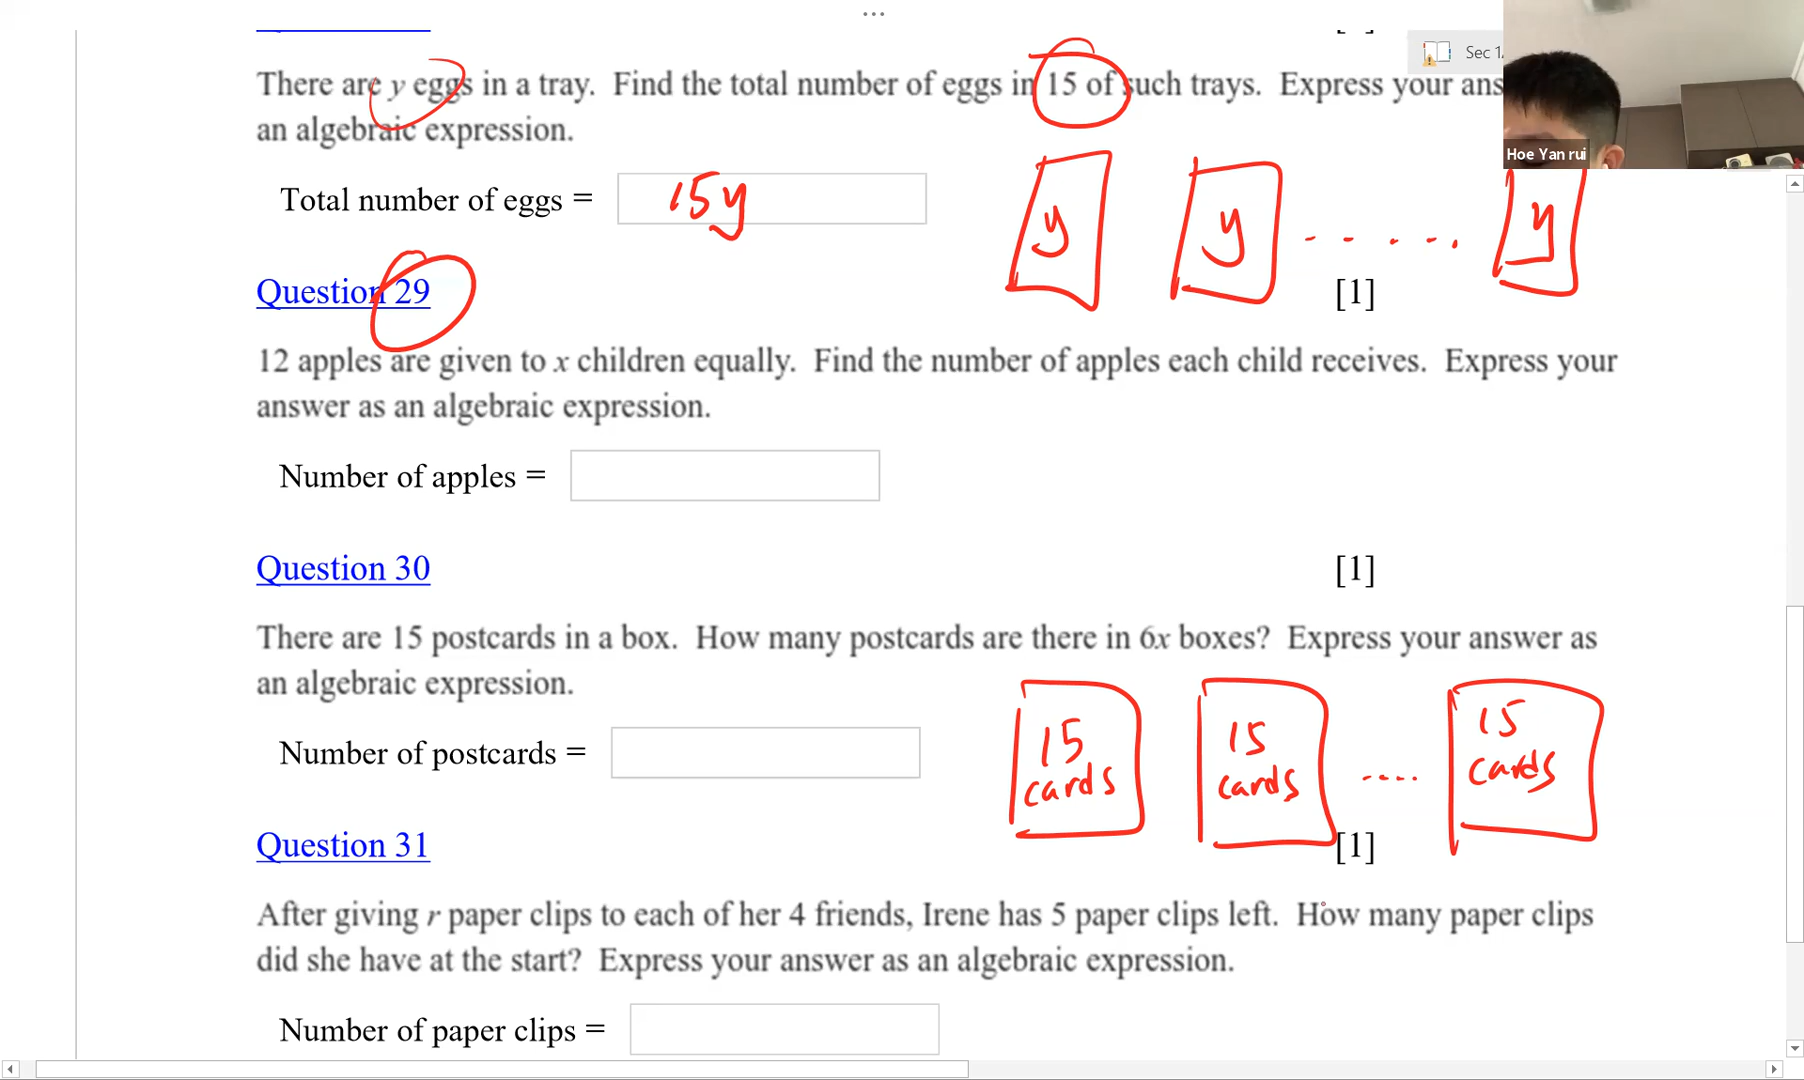 There are y eggs in a tray. Find the total number of eggs in 15 of such trays. Express your ans
an algebraic expression.
Sec 1
Hoe Yan rui
Total number of eggs = 15y
y y ..... y
Question 29 [1]
12 apples are given to x children equally. Find the number of apples each child receives. Express your
answer as an algebraic expression.
Number of apples =
Question 30 [1]
There are 15 postcards in a box. How many postcards are there in 6x boxes? Express your answer as
an algebraic expression.
Number of postcards =
15 cards 15 cards .... 15 cards
Question 31 [1]
After giving r paper clips to each of her 4 friends, Irene has 5 paper clips left. How many paper clips
did she have at the start? Express your answer as an algebraic expression.
Number of paper clips =